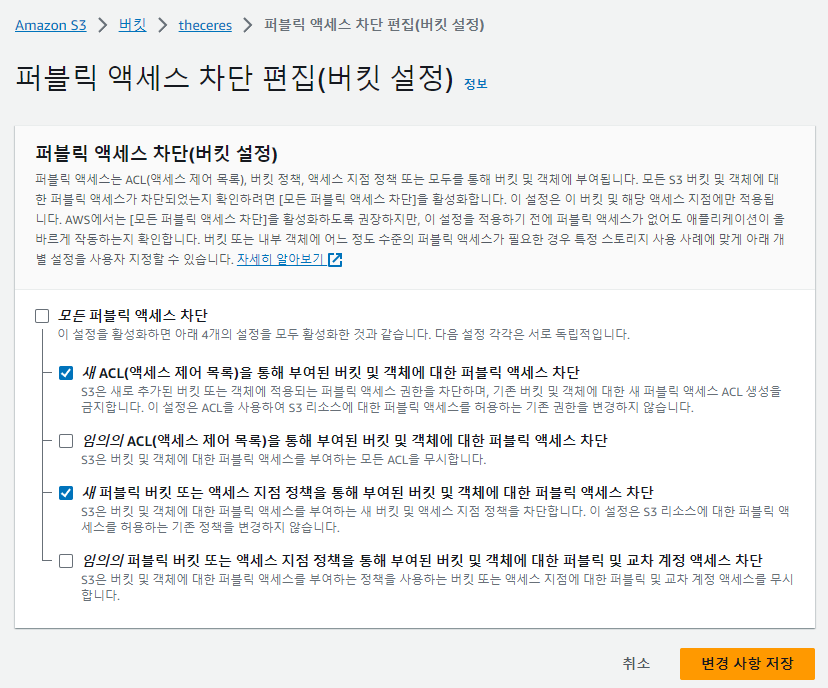 Amazon S3 > 버킷 > theceres > 퍼블릭 액세스 차단 편집(버킷 설정)
퍼블릭 액세스 차단 편집(버킷 설정) 정보
퍼블릭 액세스 차단(버킷 설정)
퍼블릭 액세스는 ACL(액세스 제어 목록), 버킷 정책, 액세스 지점 정책 또는 모두를 통해 버킷 및 객체에 부여됩니다. 모든 S3 버킷 및 객체에 대
한 퍼블릭 액세스가 차단되었는지 확인하려면 [모든 퍼블릭 액세스 차단]을 활성화합니다. 이 설정은 이 버킷 및 해당 액세스 지점에만 적용됩
니다. AWS에서는 [모든 퍼블릭 액세스 차단]을 활성화하도록 권장하지만, 이 설정을 적용하기 전에 퍼블릭 액세스가 없어도 애플리케이션이 올
바르게 작동하는지 확인합니다. 버킷 또는 내부 객체에 어느 정도 수준의 퍼블릭 액세스가 필요한 경우 특정 스토리지 사용 사례에 맞게 아래 개
별 설정을 사용자 지정할 수 있습니다. 자세히 알아보기
모든 퍼블릭 액세스 차단
이 설정을 활성화하면 아래 4개의 설정을 모두 활성화한 것과 같습니다. 다음 설정 각각은 서로 독립적입니다.
새 ACL(액세스 제어 목록)을 통해 부여된 버킷 및 객체에 대한 퍼블릭 액세스 차단
S3은 새로 추가된 버킷 또는 객체에 적용되는 퍼블릭 액세스 권한을 차단하며, 기존 버킷 및 객체에 대한 새 퍼블릭 액세스 ACL 생성을
금지합니다. 이 설정은 ACL을 사용하여 S3 리소스에 대한 퍼블릭 액세스를 허용하는 기존 권한을 변경하지 않습니다.
임의의 ACL(액세스 제어 목록)을 통해 부여된 버킷 및 객체에 대한 퍼블릭 액세스 차단
S3은 버킷 및 객체에 대한 퍼블릭 액세스를 부여하는 모든 ACL을 무시합니다.
새 퍼블릭 버킷 또는 액세스 지점 정책을 통해 부여된 버킷 및 객체에 대한 퍼블릭 액세스 차단
S3은 버킷 및 객체에 대한 퍼블릭 액세스를 부여하는 새 버킷 및 액세스 지점 정책을 차단합니다. 이 설정은 S3 리소스에 대한 퍼블릭 액
세스를 허용하는 기존 정책을 변경하지 않습니다.
임의의 퍼블릭 버킷 또는 액세스 지점 정책을 통해 부여된 버킷 및 객체에 대한 퍼블릭 및 교차 계정 액세스 차단
S3은 버킷 및 객체에 대한 퍼블릭 액세스를 부여하는 정책을 사용하는 버킷 또는 액세스 지점에 대한 퍼블릭 및 교차 계정 액세스를 무시
합니다.
취소 변경 사항 저장